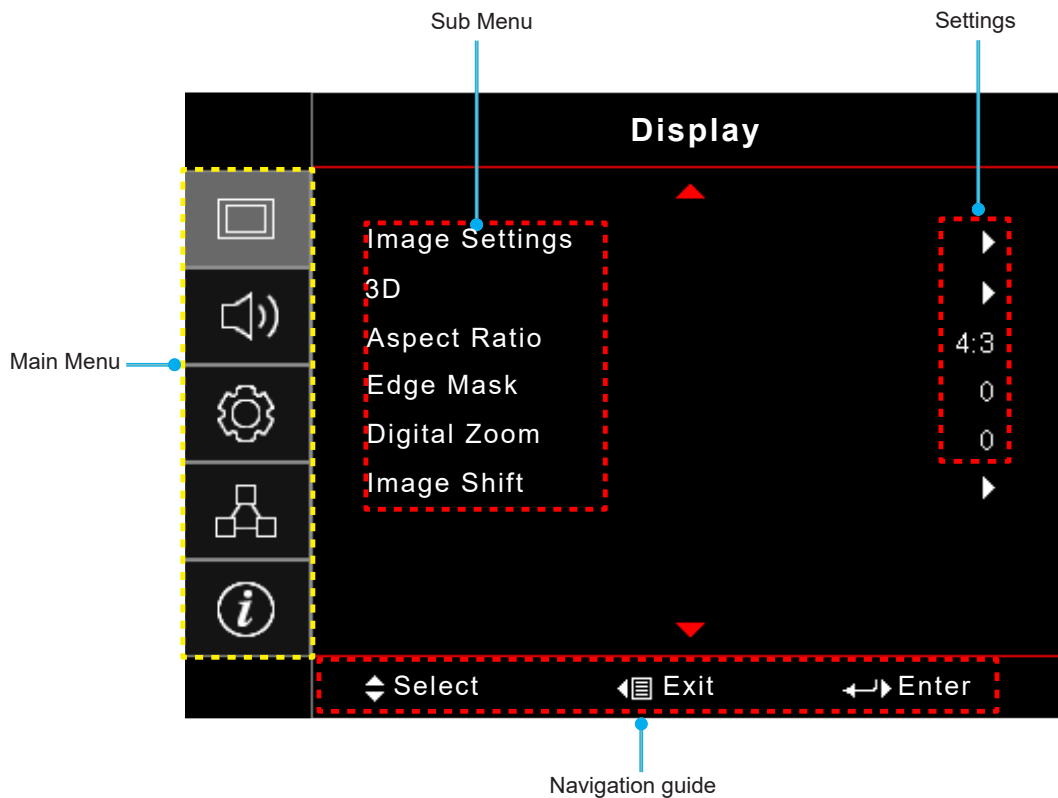 Sub Menu
Settings
Display
Image Settings
3D
Aspect Ratio 4:3
Main Menu
Edge Mask 0
Digital Zoom 0
Image Shift
i
Select Exit Enter
Navigation guide